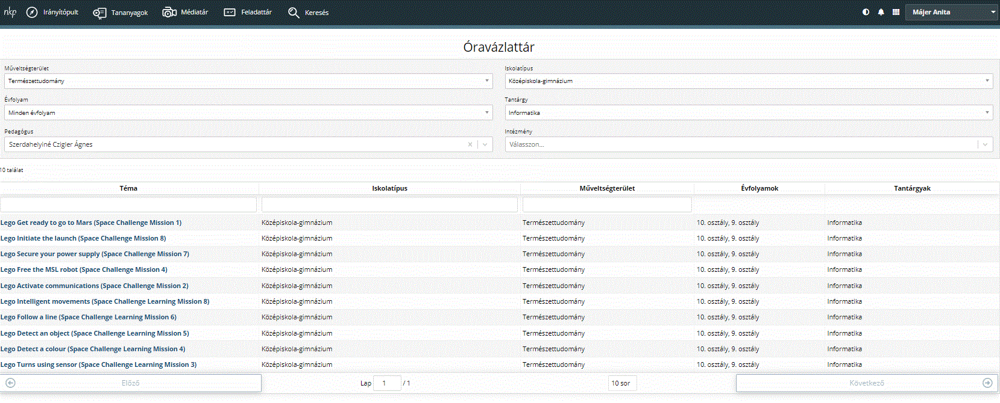 nkp Irányítópult Tananyagok Médiatár Feladattár Keresés Májer Anita
Óravázlattár
Műveltségterület Iskolatípus
Természettudomány Középiskola-gimnázium
Évfolyam Tantárgy
Minden évfolyam Informatika
Pedagógus Intézmény
Szerdahelyiné Czigler Ágnes Válasszon...
10 találat
Téma Iskolatípus Műveltségterület Évfolyamok Tantárgyak
Lego Get ready to go to Mars (Space Challenge Mission 1) Középiskola-gimnázium Természettudomány 10. osztály, 9. osztály Informatika
Lego Initiate the launch (Space Challenge Mission 8) Középiskola-gimnázium Természettudomány 10. osztály, 9. osztály Informatika
Lego Secure your power supply (Space Challenge Mission 7) Középiskola-gimnázium Természettudomány 10. osztály, 9. osztály Informatika
Lego Free the MSL robot (Space Challenge Mission 4) Középiskola-gimnázium Természettudomány 10. osztály, 9. osztály Informatika
Lego Activate communications (Space Challenge Mission 2) Középiskola-gimnázium Természettudomány 10. osztály, 9. osztály Informatika
Lego Intelligent movements (Space Challenge Learning Mission 8) Középiskola-gimnázium Természettudomány 10. osztály, 9. osztály Informatika
Lego Follow a line (Space Challenge Learning Mission 6) Középiskola-gimnázium Természettudomány 10. osztály, 9. osztály Informatika
Lego Detect an object (Space Challenge Learning Mission 5) Középiskola-gimnázium Természettudomány 10. osztály, 9. osztály Informatika
Lego Detect a colour (Space Challenge Learning Mission 4) Középiskola-gimnázium Természettudomány 10. osztály, 9. osztály Informatika
Lego Turns using sensor (Space Challenge Learning Mission 3) Középiskola-gimnázium Természettudomány 10. osztály, 9. osztály Informatika
Előző Lap 1 / 1 10 sor Következő